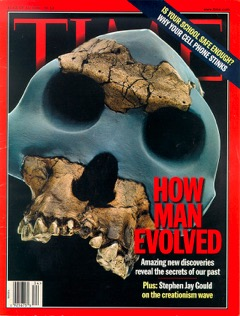 IS YOUR SCHOOL SAFE ENOUGH?
WHY YOUR CELL PHONE STINKS
TIME
HOW
MAN
EVOLVED
Amazing new discoveries
reveal the secrets of our past
Plus: Stephen Jay Gould
on the creationism wave